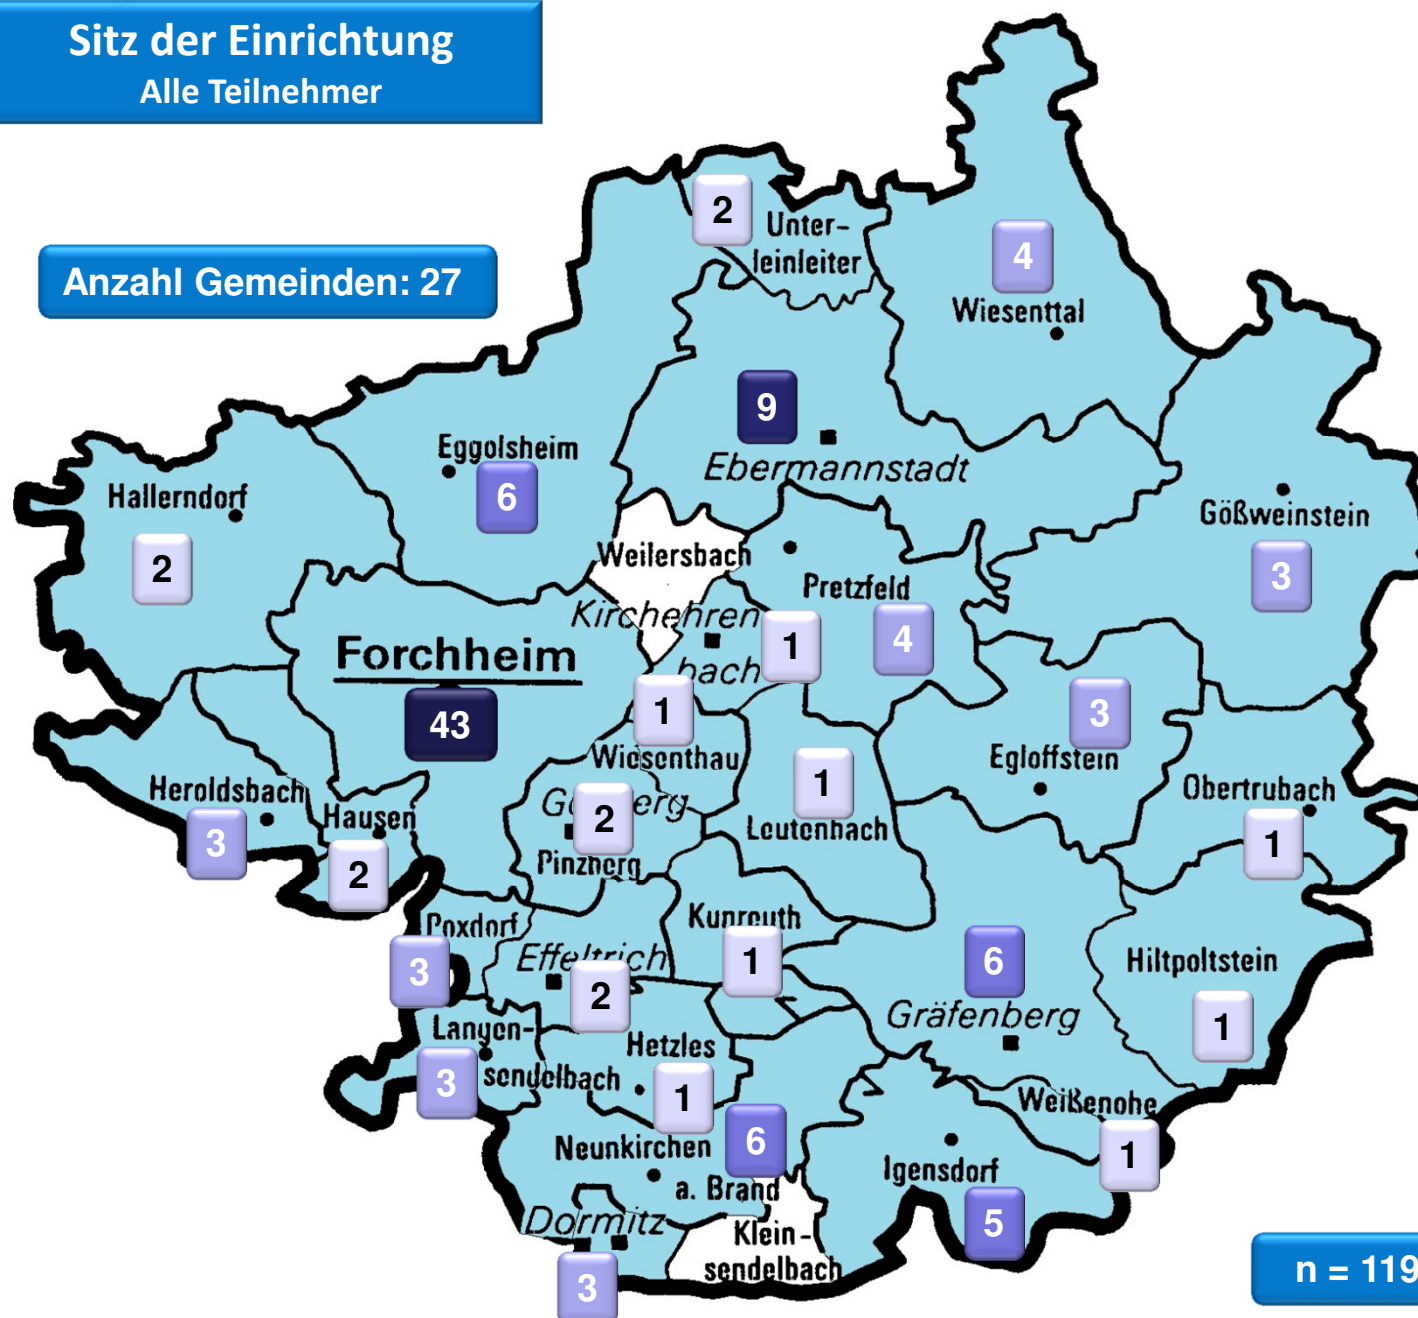 Sitz der Einrichtung
Alle Teilnehmer
Anzahl Gemeinden: 27
2
Unter-
leinleiter
4
Wiesenttal
9
Ebermannstadt
Eggolsheim
6
Hallerndorf
2
Gößweinstein
3
Weilersbach
Pretzfeld
4
Kirchehren
bach
1
Forchheim
43
1
Wiesenthau
3
Egloffstein
1
Leutenbach
Obertrubach
1
Heroldsbach
3
Hausen
2
2
Pinzberg
Poxdorf
3
Effeltrich
2
Kunreuth
1
6
Gräfenberg
Hiltpoltstein
1
Langen-
sendelbach
3
Hetzles
1
Neunkirchen
a. Brand
6
Weißenohe
1
Igensdorf
5
Dormitz
3
Klein-
sendelbach
n = 119